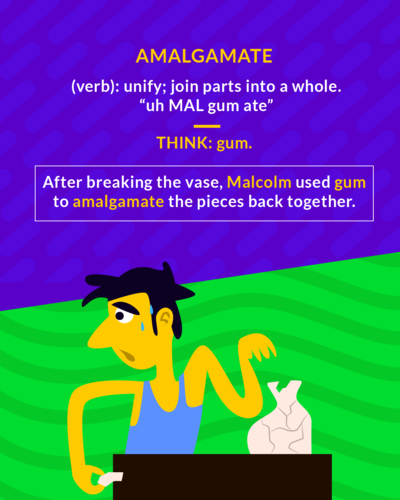 AMALGAMATE
(verb): unify; join parts into a whole.
“uh MAL gum ate”
THINK: gum.
After breaking the vase, Malcolm used gum
to amalgamate the pieces back together.